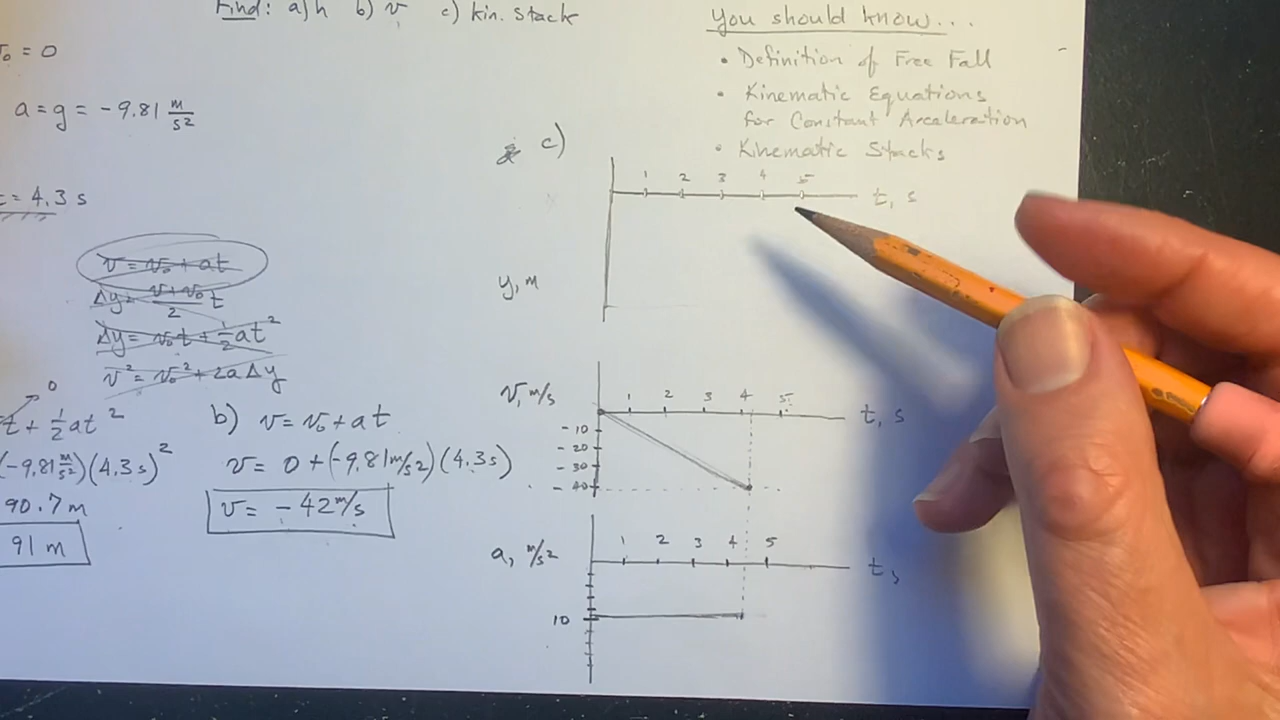 Find: a) h b) v c) kin. stack
v₀ = 0
a = g = -9.81 m/s²
t = 4.3 s
v = v₀ + at
Δy = (v + v₀)/2 t
Δy = v₀t + ½at²
v² = v₀² + 2aΔy
0
t + ½at²
(-9.81 m/s²)(4.3 s)²
90.7 m
91 m
b) v = v₀ + at
v = 0 + (-9.81 m/s2)(4.3 s)
v = -42 m/s
You should know...
• Definition of Free Fall
• Kinematic Equations
for Constant Acceleration
• Kinematic Stacks
c)
1 2 3 4 5
t, s
y, m
v, m/s
1 2 3 4 5
t, s
-10
-20
-30
-40
a, m/s2
1 2 3 4 5
t, s
10